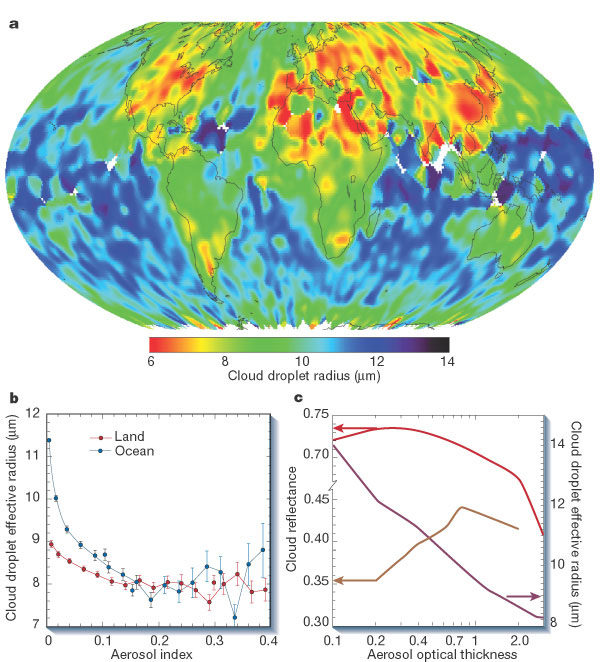 a
6 8 10 12 14
Cloud droplet radius (μm)
b
Cloud droplet effective radius (μm)
12
11
10
9
8
7
Land
Ocean
0 0.1 0.2 0.3 0.4
Aerosol index
c
Cloud reflectance
0.75
0.70
0.45
0.40
0.35
0.30
14
12
10
8
Cloud droplet effective radius (μm)
0.1 0.2 0.4 0.7 1 2.0
Aerosol optical thickness